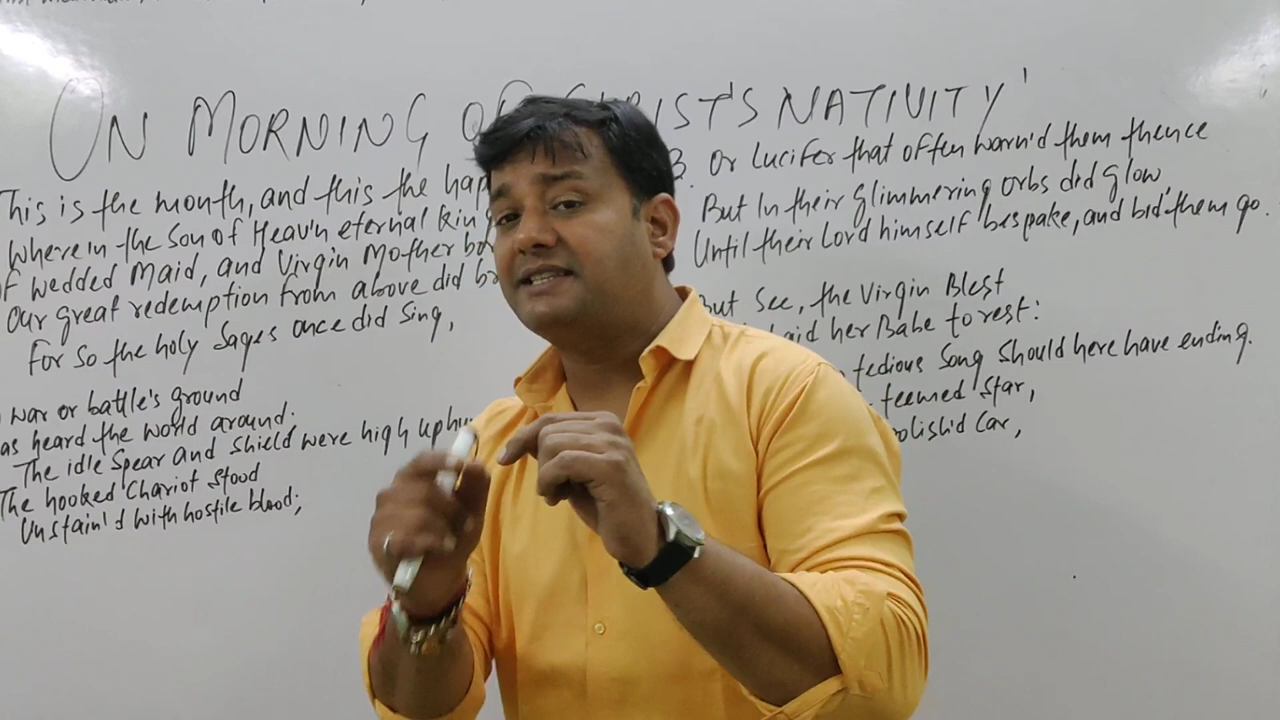 ON MORNING OF CHRIST'S NATIVITY'
This is the month, and this the hap
Wherein the Son of Heav'n eternal King
Of wedded Maid, and Virgin Mother bor
Our great redemption from above did br
For so the holy Sages once did Sing,
war or battle's ground
as heard the world around.
The idle Spear and Shield were high uphu
The hooked Chariot Stood
Unstain'd with hostile blood;
3. Or Lucifer that often warn'd them thence
But In their Glimmering orbs did glow,
Until their Lord himself bespake, and bid them go.
But See, the Virgin Blest
laid her Babe to rest:
tedious Song Should here have ending.
teemed Star,
polish'd Car,